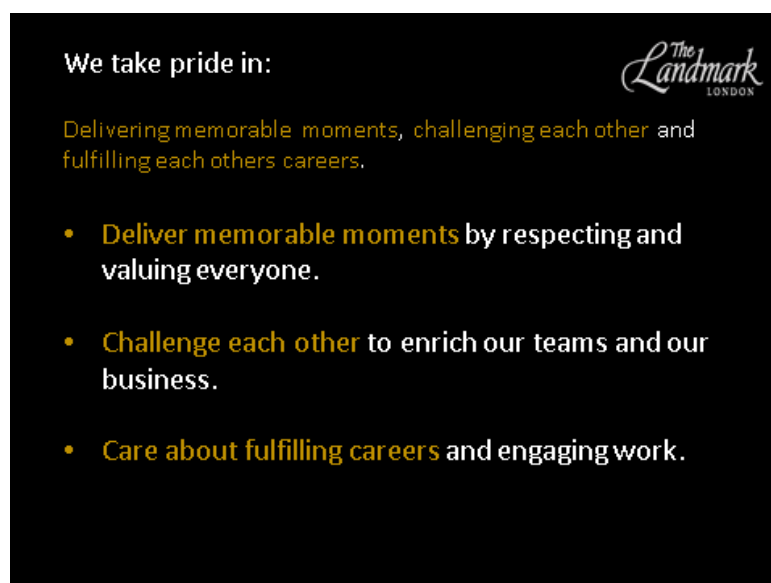 We take pride in:
The
Landmark
LONDON
Delivering memorable moments, challenging each other and
fulfilling each others careers.
• Deliver memorable moments by respecting and
valuing everyone.
• Challenge each other to enrich our teams and our
business.
• Care about fulfilling careers and engaging work.